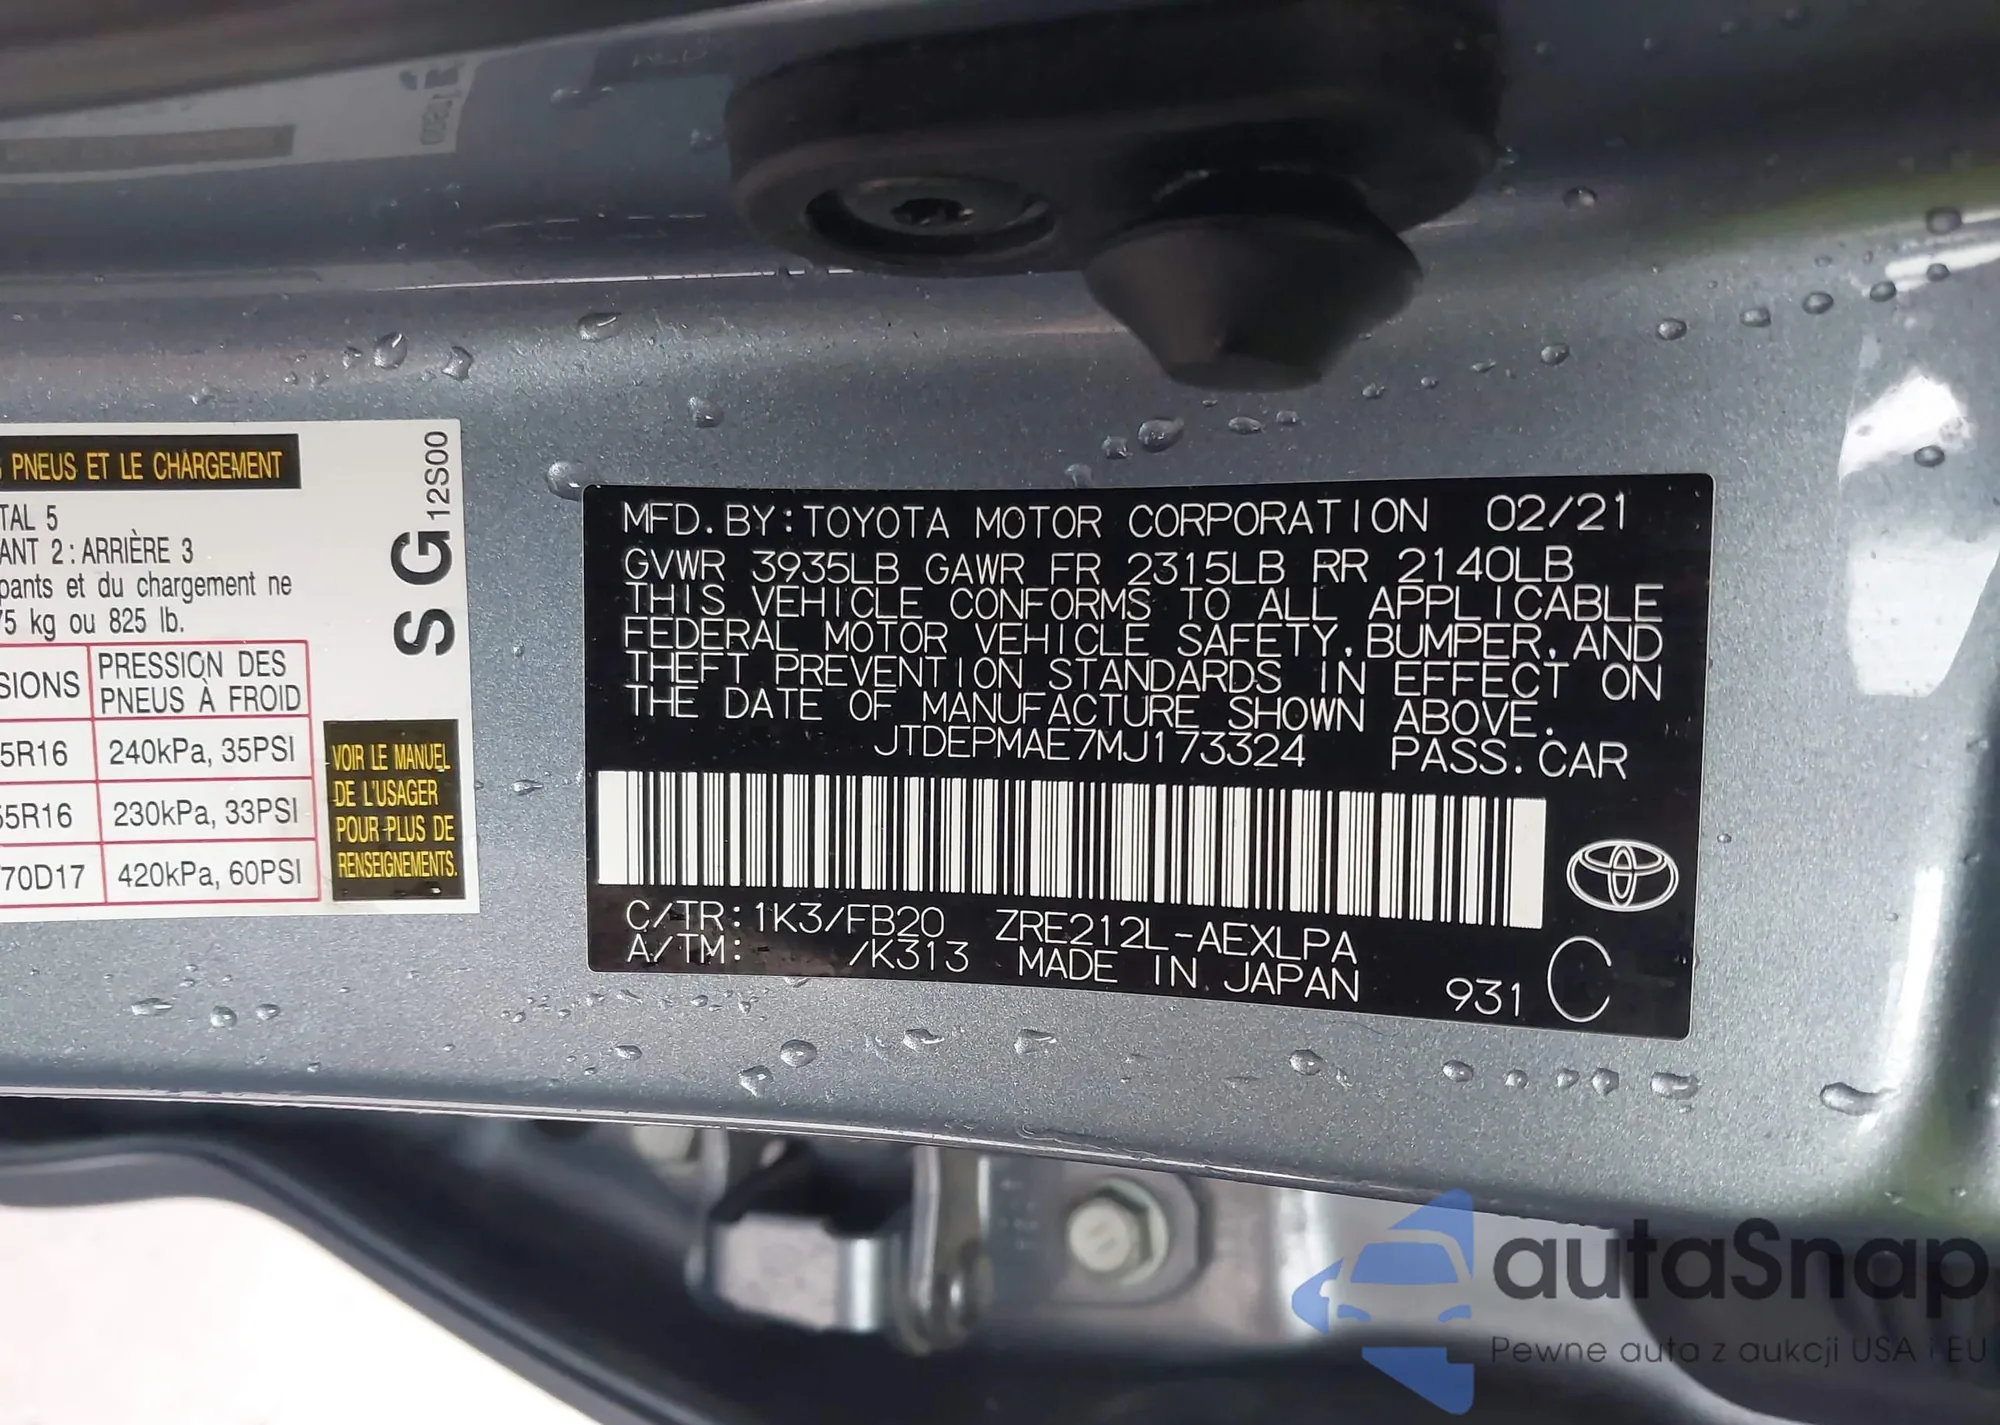 PNEUS ET LE CHARGEMENT
TAL 5
ANT 2: ARRIÈRE 3
pants et du chargement ne
75 kg ou 825 lb.
SIONS PRESSION DES
PNEUS À FROID
5R16 240kPa, 35PSI
55R16 230kPa, 33PSI
70D17 420kPa, 60PSI
SG12S00
VOIR LE MANUEL
DE L'USAGER
POUR PLUS DE
RENSEIGNEMENTS.
MFD. BY: TOYOTA MOTOR CORPORATION 02/21
GVWR 3935LB GAWR FR 2315LB RR 2140LB
THIS VEHICLE CONFORMS TO ALL APPLICABLE
FEDERAL MOTOR VEHICLE SAFETY, BUMPER, AND
THEFT PREVENTION STANDARDS IN EFFECT ON
THE DATE OF MANUFACTURE SHOWN ABOVE.
JTDEPMAE7MJ173324 PASS. CAR
C/TR: 1K3/FB20 ZRE212L-AEXLPA
A/TM: /K313 MADE IN JAPAN 931 C
autaSnap
Pewne auta z aukcji USA i EU